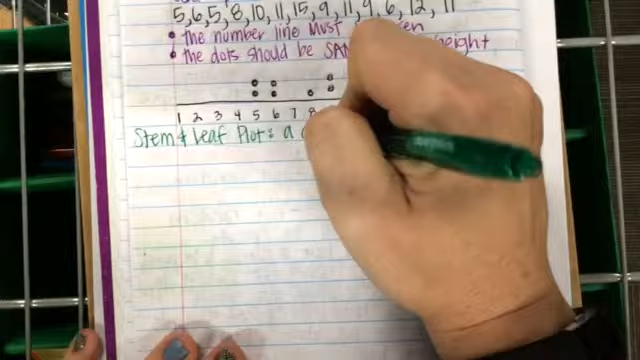 5,6,5,8,10,11,15,9,11,9,6,12,11
• the number line must
• the dots should be SAM height
1 2 3 4 5 6 7 8
Stem & Leaf Plot: a